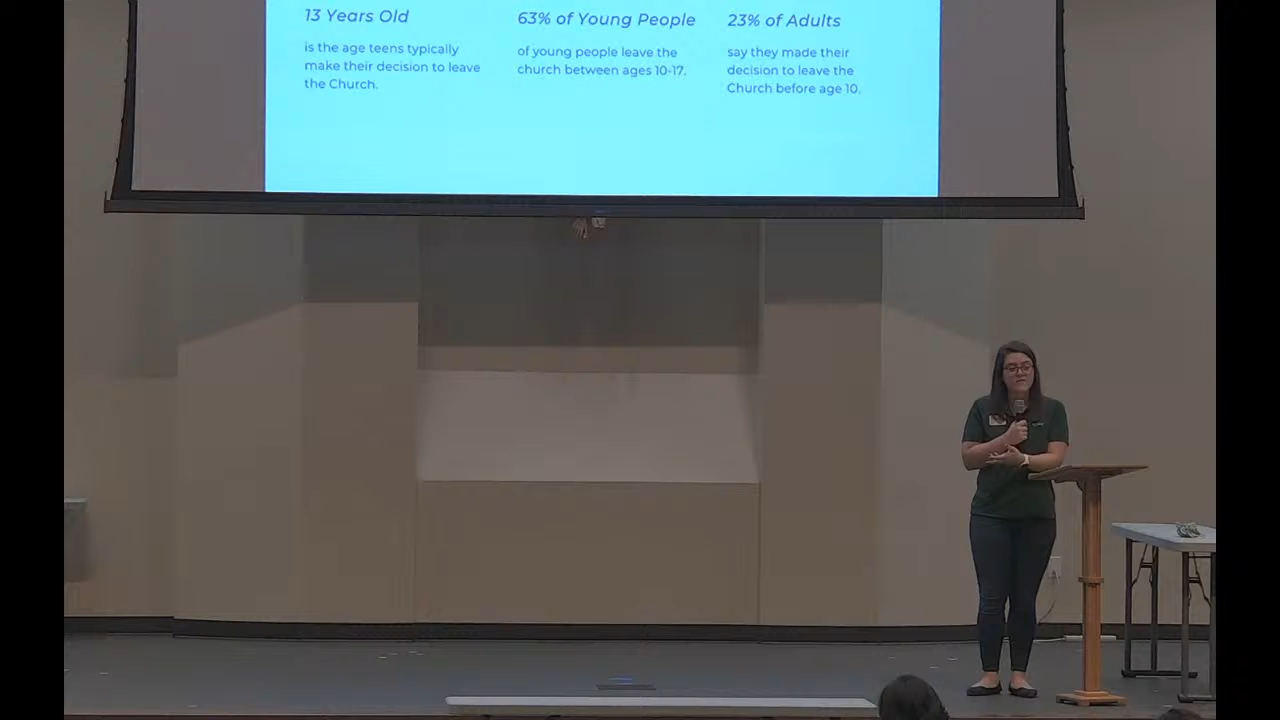 13 Years Old
is the age teens typically
make their decision to leave
the Church.
63% of Young People
of young people leave the
church between ages 10-17.
23% of Adults
say they made their
decision to leave the
Church before age 10.